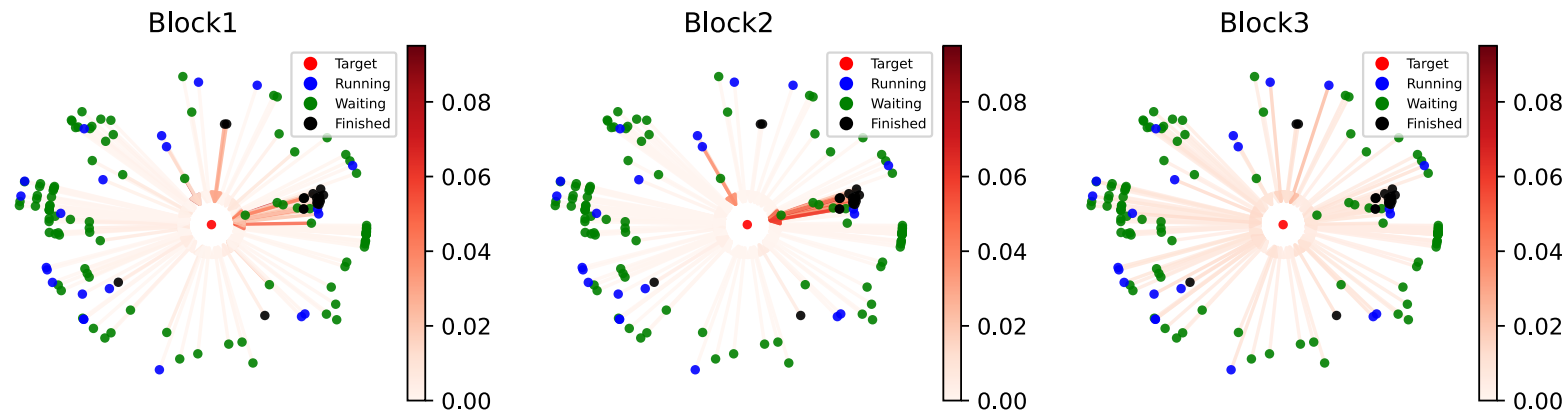 Block1
Target
Running
Waiting
Finished
0.08
0.06
0.04
0.02
0.00
Block2
Target
Running
Waiting
Finished
0.08
0.06
0.04
0.02
0.00
Block3
Target
Running
Waiting
Finished
0.08
0.06
0.04
0.02
0.00